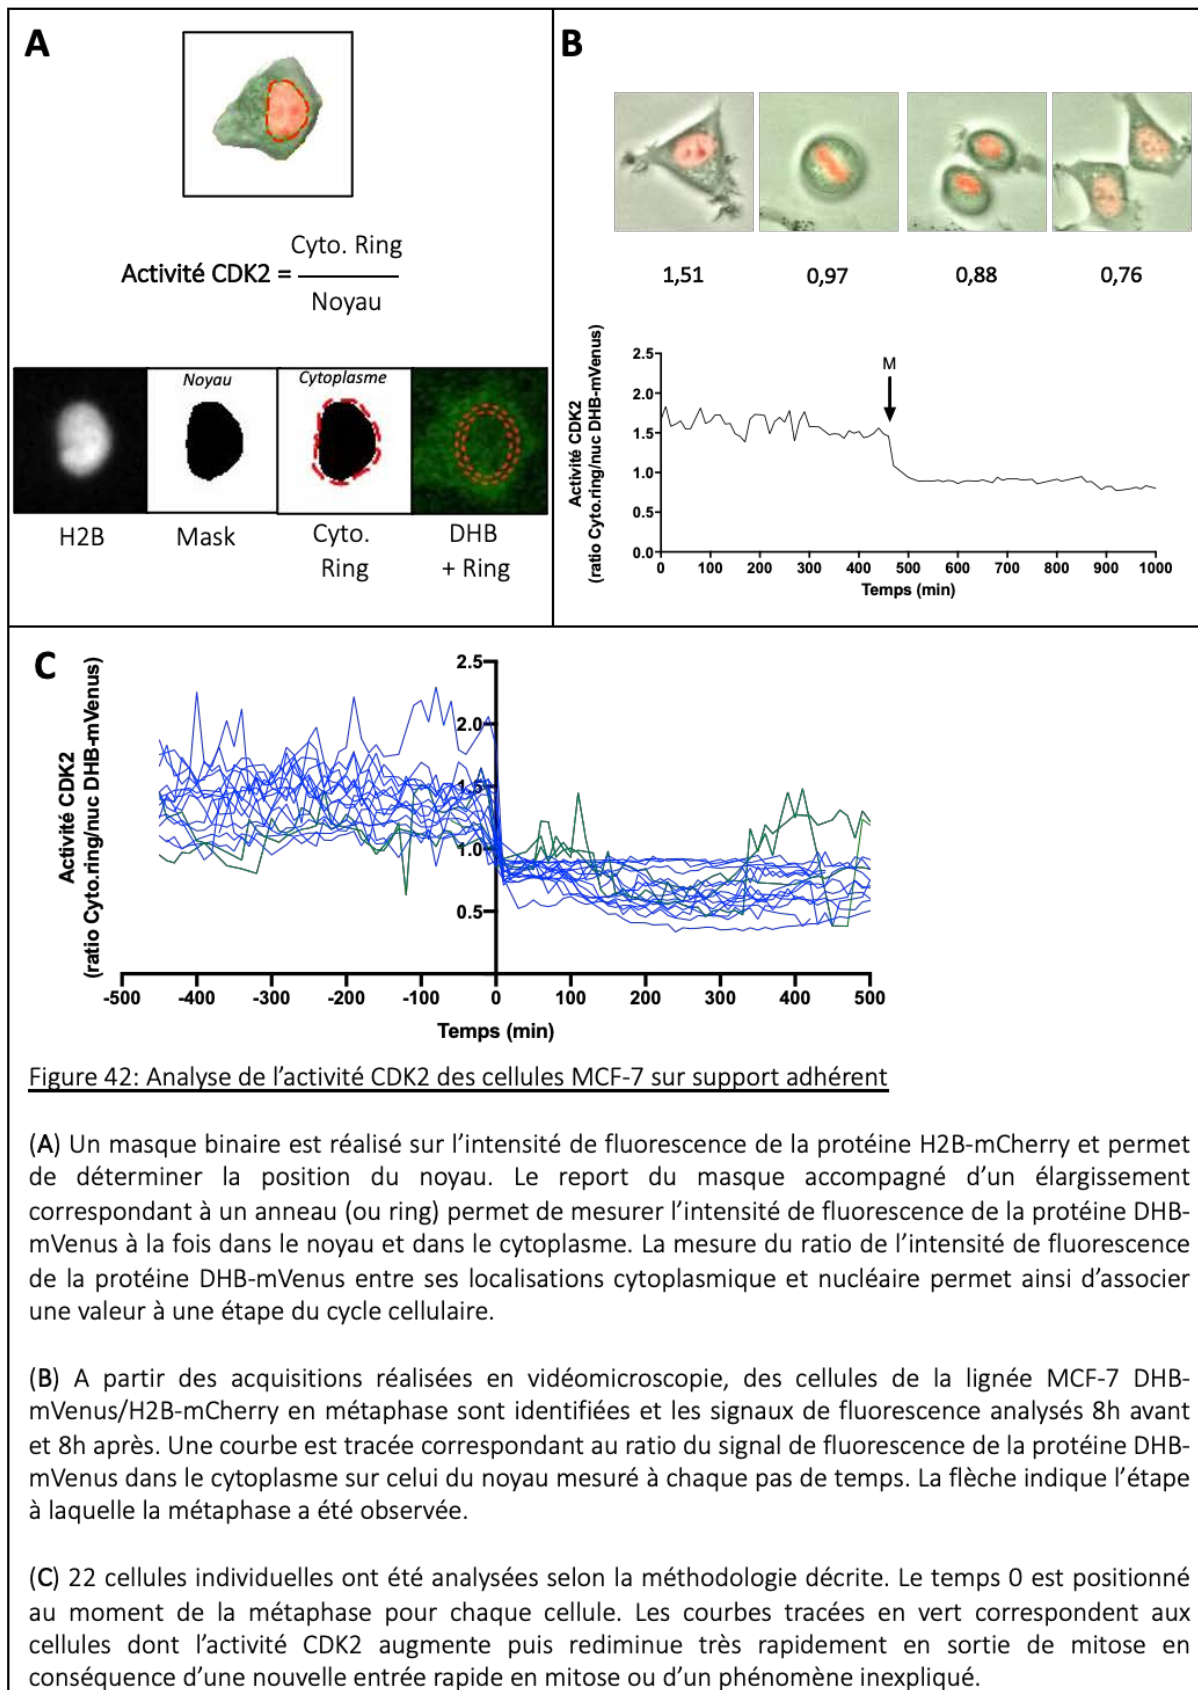 A
Activité CDK2 =
Cyto. Ring
Noyau
Noyau
Cytoplasme
H2B
Mask
Cyto.
Ring
DHB
+ Ring
B
1,51
0,97
0,88
0,76
Activité CDK2
(ratio Cyto.ring/nuc DHB-mVenus)
2.5
2.0
1.5
1.0
0.5
0.0
M
0 100 200 300 400 500 600 700 800 900 1000
Temps (min)
C
Activité CDK2
(ratio Cyto.ring/nuc DHB-mVenus)
2.5
2.0
1.5
1.0
0.5
-500 -400 -300 -200 -100 0 100 200 300 400 500
Temps (min)
Figure 42: Analyse de l’activité CDK2 des cellules MCF-7 sur support adhérent
(A) Un masque binaire est réalisé sur l’intensité de fluorescence de la protéine H2B-mCherry et permet
de déterminer la position du noyau. Le report du masque accompagné d’un élargissement
correspondant à un anneau (ou ring) permet de mesurer l’intensité de fluorescence de la protéine DHB-
mVenus à la fois dans le noyau et dans le cytoplasme. La mesure du ratio de l’intensité de fluorescence
de la protéine DHB-mVenus entre ses localisations cytoplasmique et nucléaire permet ainsi d’associer
une valeur à une étape du cycle cellulaire.
(B) A partir des acquisitions réalisées en vidéomicroscopie, des cellules de la lignée MCF-7 DHB-
mVenus/H2B-mCherry en métaphase sont identifiées et les signaux de fluorescence analysés 8h avant
et 8h après. Une courbe est tracée correspondant au ratio du signal de fluorescence de la protéine DHB-
mVenus dans le cytoplasme sur celui du noyau mesuré à chaque pas de temps. La flèche indique l’étape
à laquelle la métaphase a été observée.
(C) 22 cellules individuelles ont été analysées selon la méthodologie décrite. Le temps 0 est positionné
au moment de la métaphase pour chaque cellule. Les courbes tracées en vert correspondent aux
cellules dont l’activité CDK2 augmente puis rediminue très rapidement en sortie de mitose en
conséquence d’une nouvelle entrée rapide en mitose ou d’un phénomène inexpliqué.